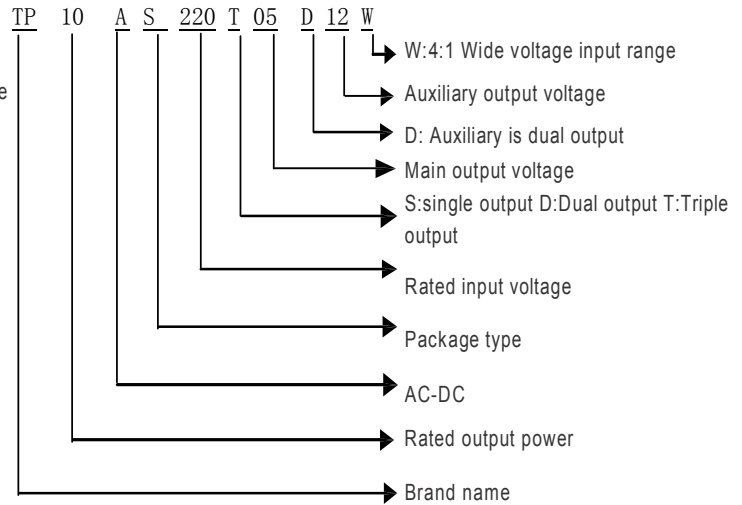 TP 10 A S 220 T 05 D 12 W
W:4:1 Wide voltage input range
e
Auxiliary output voltage
D: Auxiliary is dual output
Main output voltage
S:single output D:Dual output T:Triple
output
Rated input voltage
Package type
AC-DC
Rated output power
Brand name